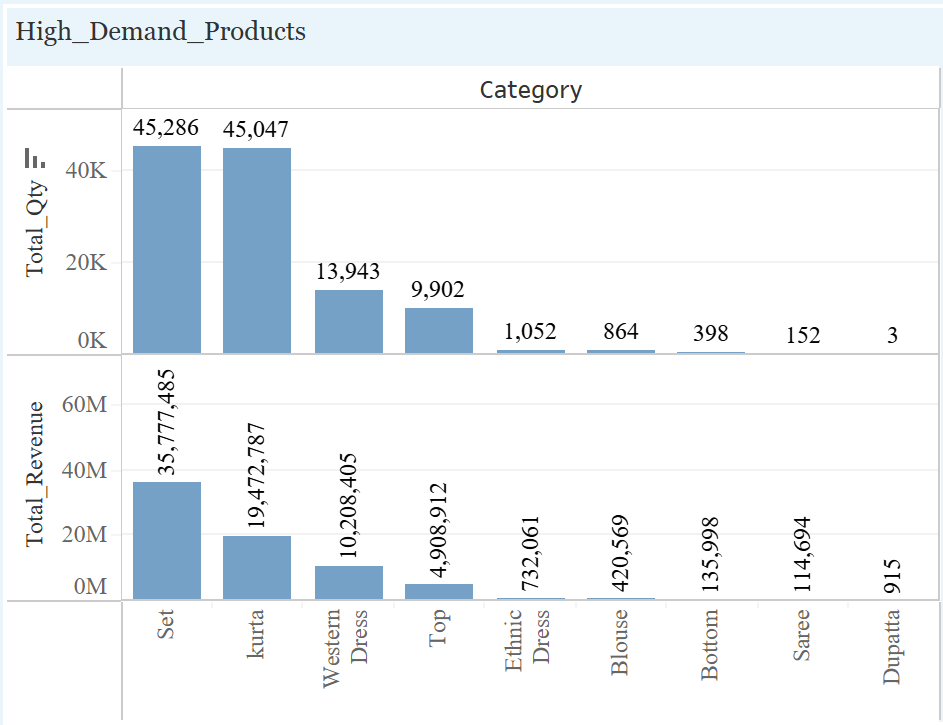 High_Demand_Products
Category
Total_Qty
40K
20K
0K
45,286
45,047
13,943
9,902
1,052
864
398
152
3
Total_Revenue
60M
40M
20M
0M
35,777,485
19,472,787
10,208,405
4,908,912
732,061
420,569
135,998
114,694
915
Set
kurta
Western
Dress
Top
Ethnic
Dress
Blouse
Bottom
Saree
Dupatta